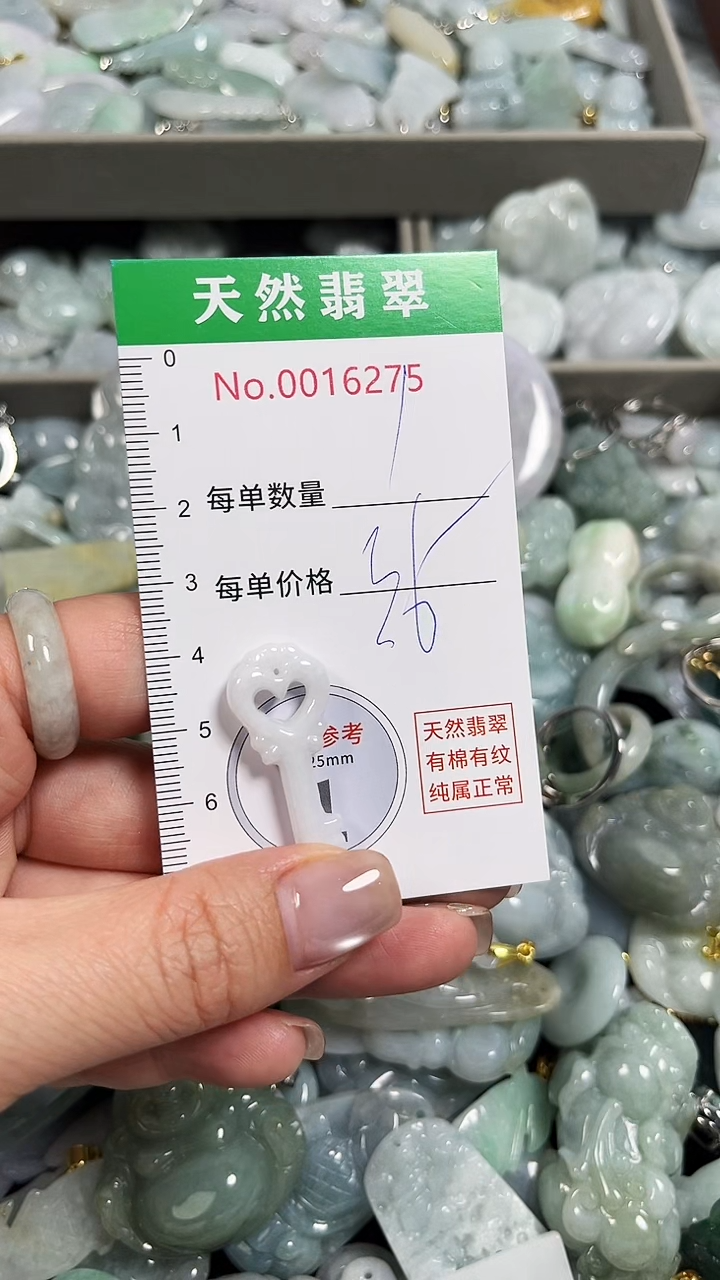 天然翡翠
No.0016275
0
1
每单数量
2
每单价格
3
4
5
参考
25mm
6
天然翡翠
有棉有纹
纯属正常